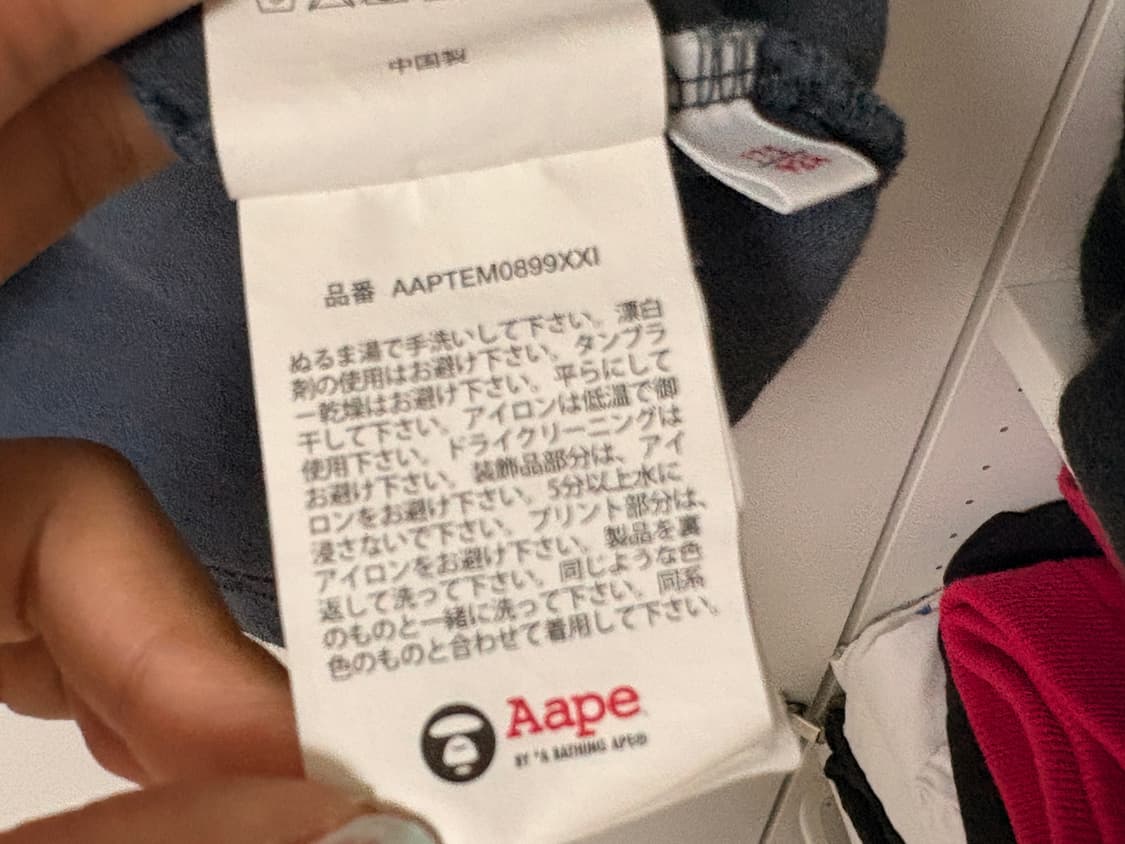 中国製
品番 AAPTEM0899XXI
ぬるま湯で手洗いして下さい。漂白
剤の使用はお避け下さい。タンブラ
ー乾燥はお避け下さい。平らにして
干して下さい。アイロンは低温で御
使用下さい。ドライクリーニングは
お避け下さい。装飾品部分は、アイ
ロンをお避け下さい。5分以上水に
浸さないで下さい。プリント部分は、
アイロンをお避け下さい。製品を裏
返して洗って下さい。同じような色
のものと一緒に洗って下さい。同系
色のものと合わせて着用して下さい。
Aape
BY *A BATHING APE®